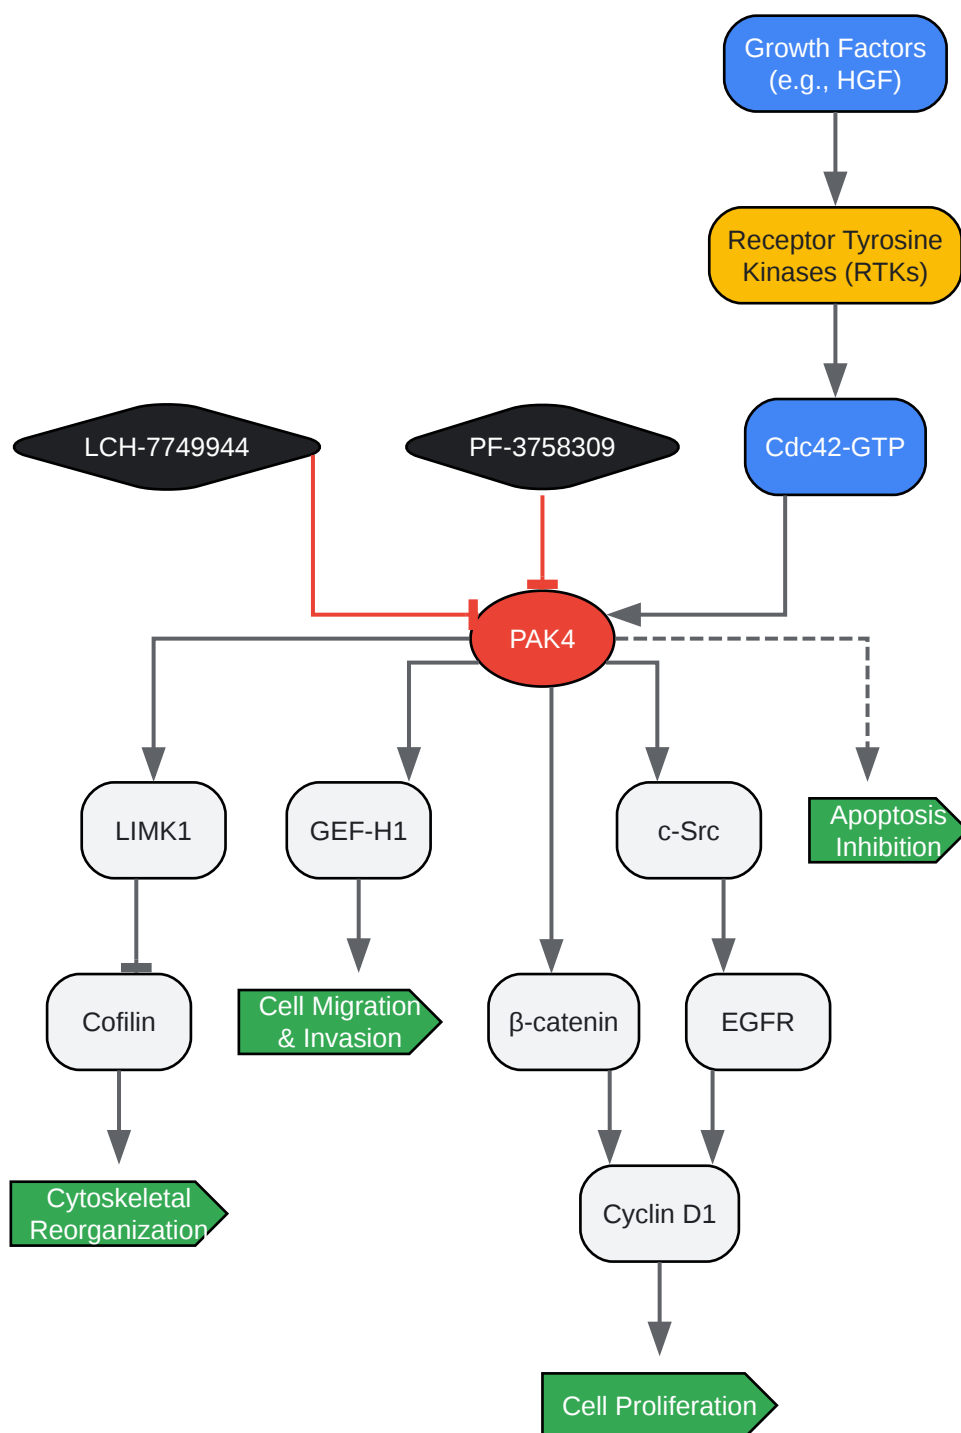 Growth Factors
(e.g., HGF)
Receptor Tyrosine
Kinases (RTKs)
LCH-7749944
PF-3758309
Cdc42-GTP
PAK4
LIMK1
GEF-H1
c-Src
Apoptosis
Inhibition
Cofilin
Cell Migration
& Invasion
β-catenin
EGFR
Cytoskeletal
Reorganization
Cyclin D1
Cell Proliferation